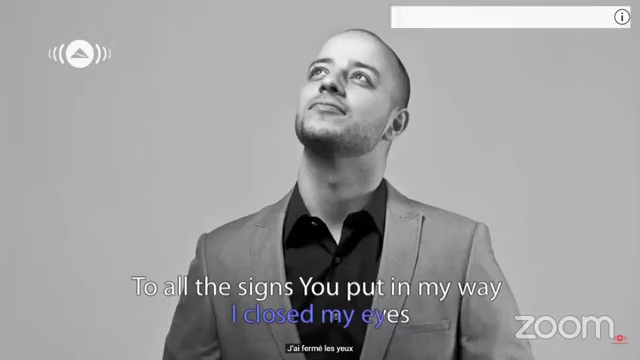 To all the signs You put in my way
I closed my eyes
J'ai fermé les yeux
zoom